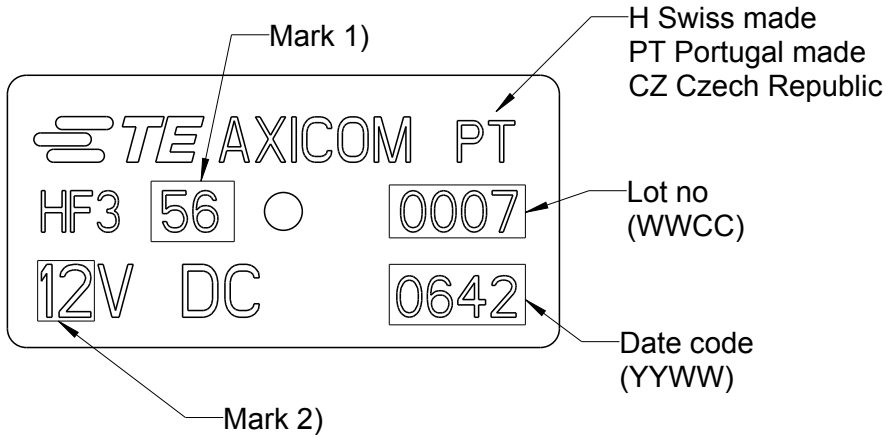 Mark 1)
H Swiss made
PT Portugal made
CZ Czech Republic
TE AXICOM PT
HF3 56 0007
Lot no
(WWCC)
12V DC 0642
Date code
(YYWW)
Mark 2)